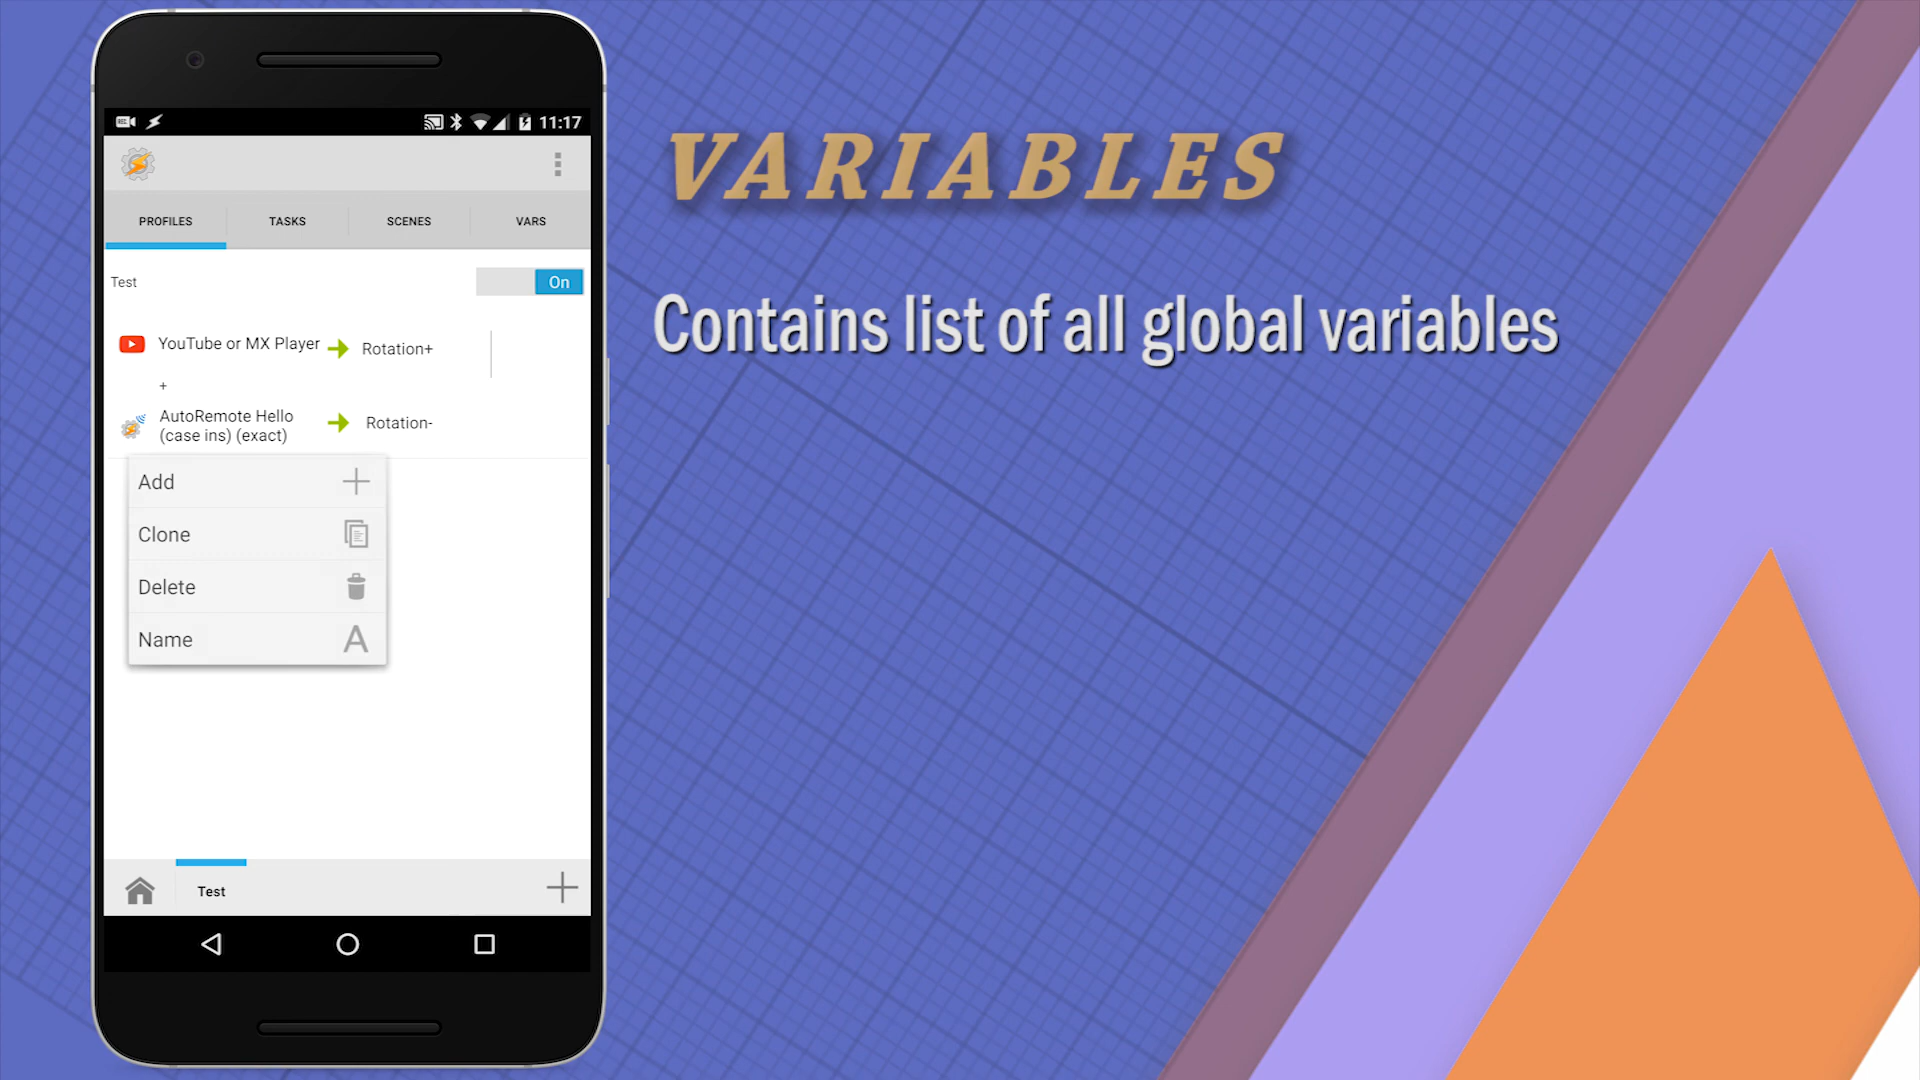 11:17
PROFILES TASKS SCENES VARS
Test On
YouTube or MX Player Rotation+
+
AutoRemote Hello
(case ins) (exact) Rotation-
Add
Clone
Delete
Name A
Test
VARIABLES
Contains list of all global variables